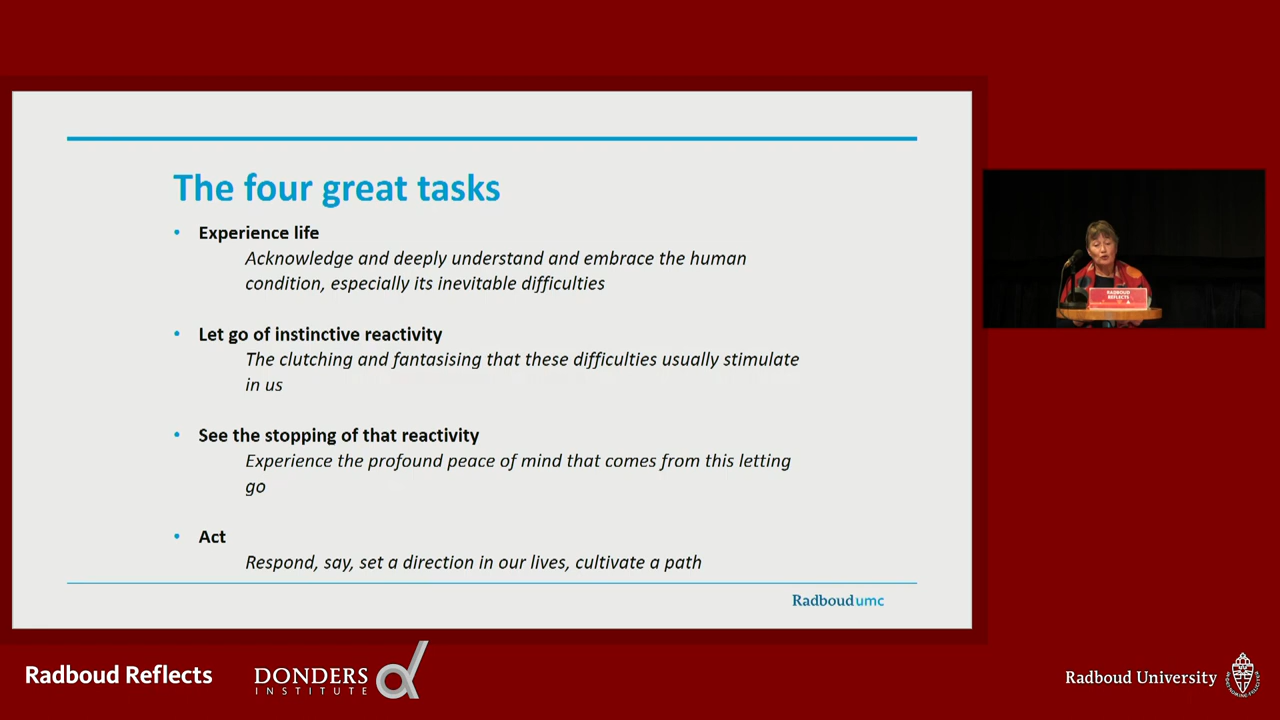 The four great tasks
• Experience life
Acknowledge and deeply understand and embrace the human
condition, especially its inevitable difficulties
• Let go of instinctive reactivity
The clutching and fantasising that these difficulties usually stimulate
in us
• See the stopping of that reactivity
Experience the profound peace of mind that comes from this letting
go
• Act
Respond, say, set a direction in our lives, cultivate a path
Radboudumc
RADBOUD
REFLECTS
Radboud Reflects
DONDERS
INSTITUTE
Radboud University